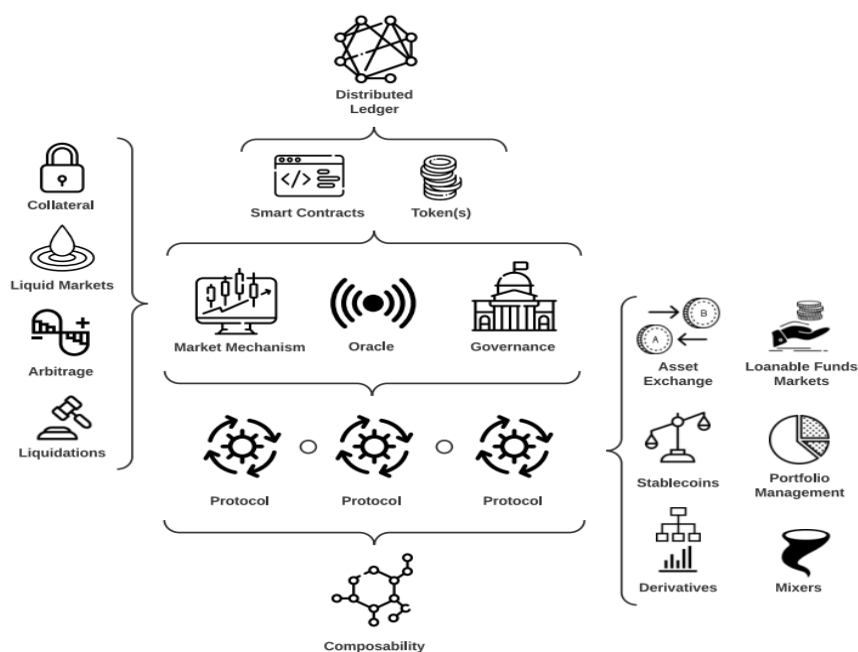 Distributed
Ledger
Smart Contracts
Token(s)
Collateral
Liquid Markets
Arbitrage
Liquidations
Market Mechanism
Oracle
Governance
Protocol
Protocol
Protocol
Composability
B
A
Asset
Exchange
Loanable Funds
Markets
Stablecoins
Portfolio
Management
Derivatives
Mixers